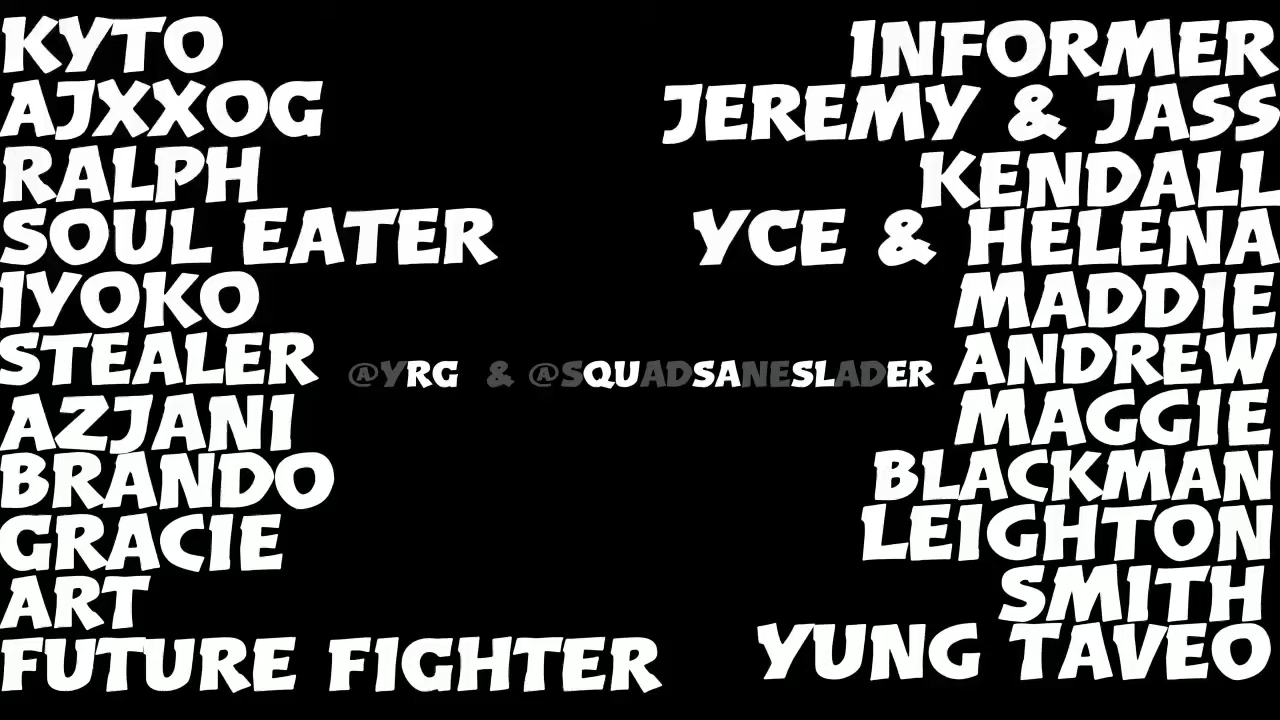 KYTO
AJXXOG
RALPH
SOUL EATER
IYOKO
STEALER
AZJANI
BRANDO
GRACIE
ART
FUTURE FIGHTER
@YRG & @SQUADSANESLADER
INFORMER
JEREMY & JASS
KENDALL
YCE & HELENA
MADDIE
ANDREW
MAGGIE
BLACKMAN
LEIGHTON
SMITH
YUNG TAVEO